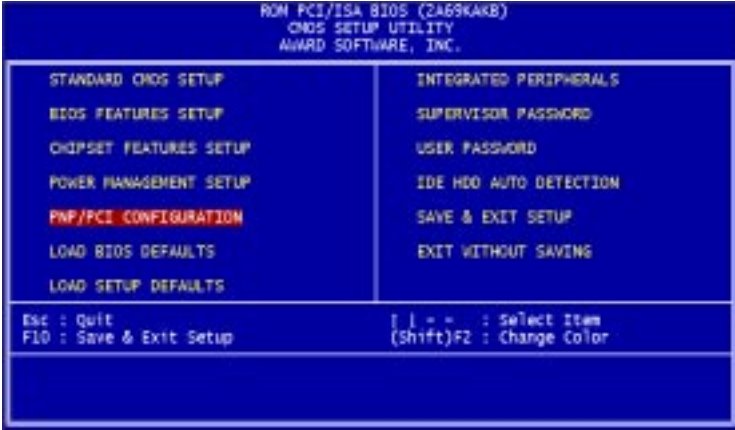 ROM PCI/ISA BIOS (2A69KAKB)
CMOS SETUP UTILITY
AWARD SOFTWARE, INC.
STANDARD CMOS SETUP
BIOS FEATURES SETUP
CHIPSET FEATURES SETUP
POWER MANAGEMENT SETUP
PNP/PCI CONFIGURATION
LOAD BIOS DEFAULTS
LOAD SETUP DEFAULTS
INTEGRATED PERIPHERALS
SUPERVISOR PASSWORD
USER PASSWORD
IDE HDD AUTO DETECTION
SAVE & EXIT SETUP
EXIT WITHOUT SAVING
Esc : Quit
F10 : Save & Exit Setup
: Select Item
(Shift)F2 : Change Color